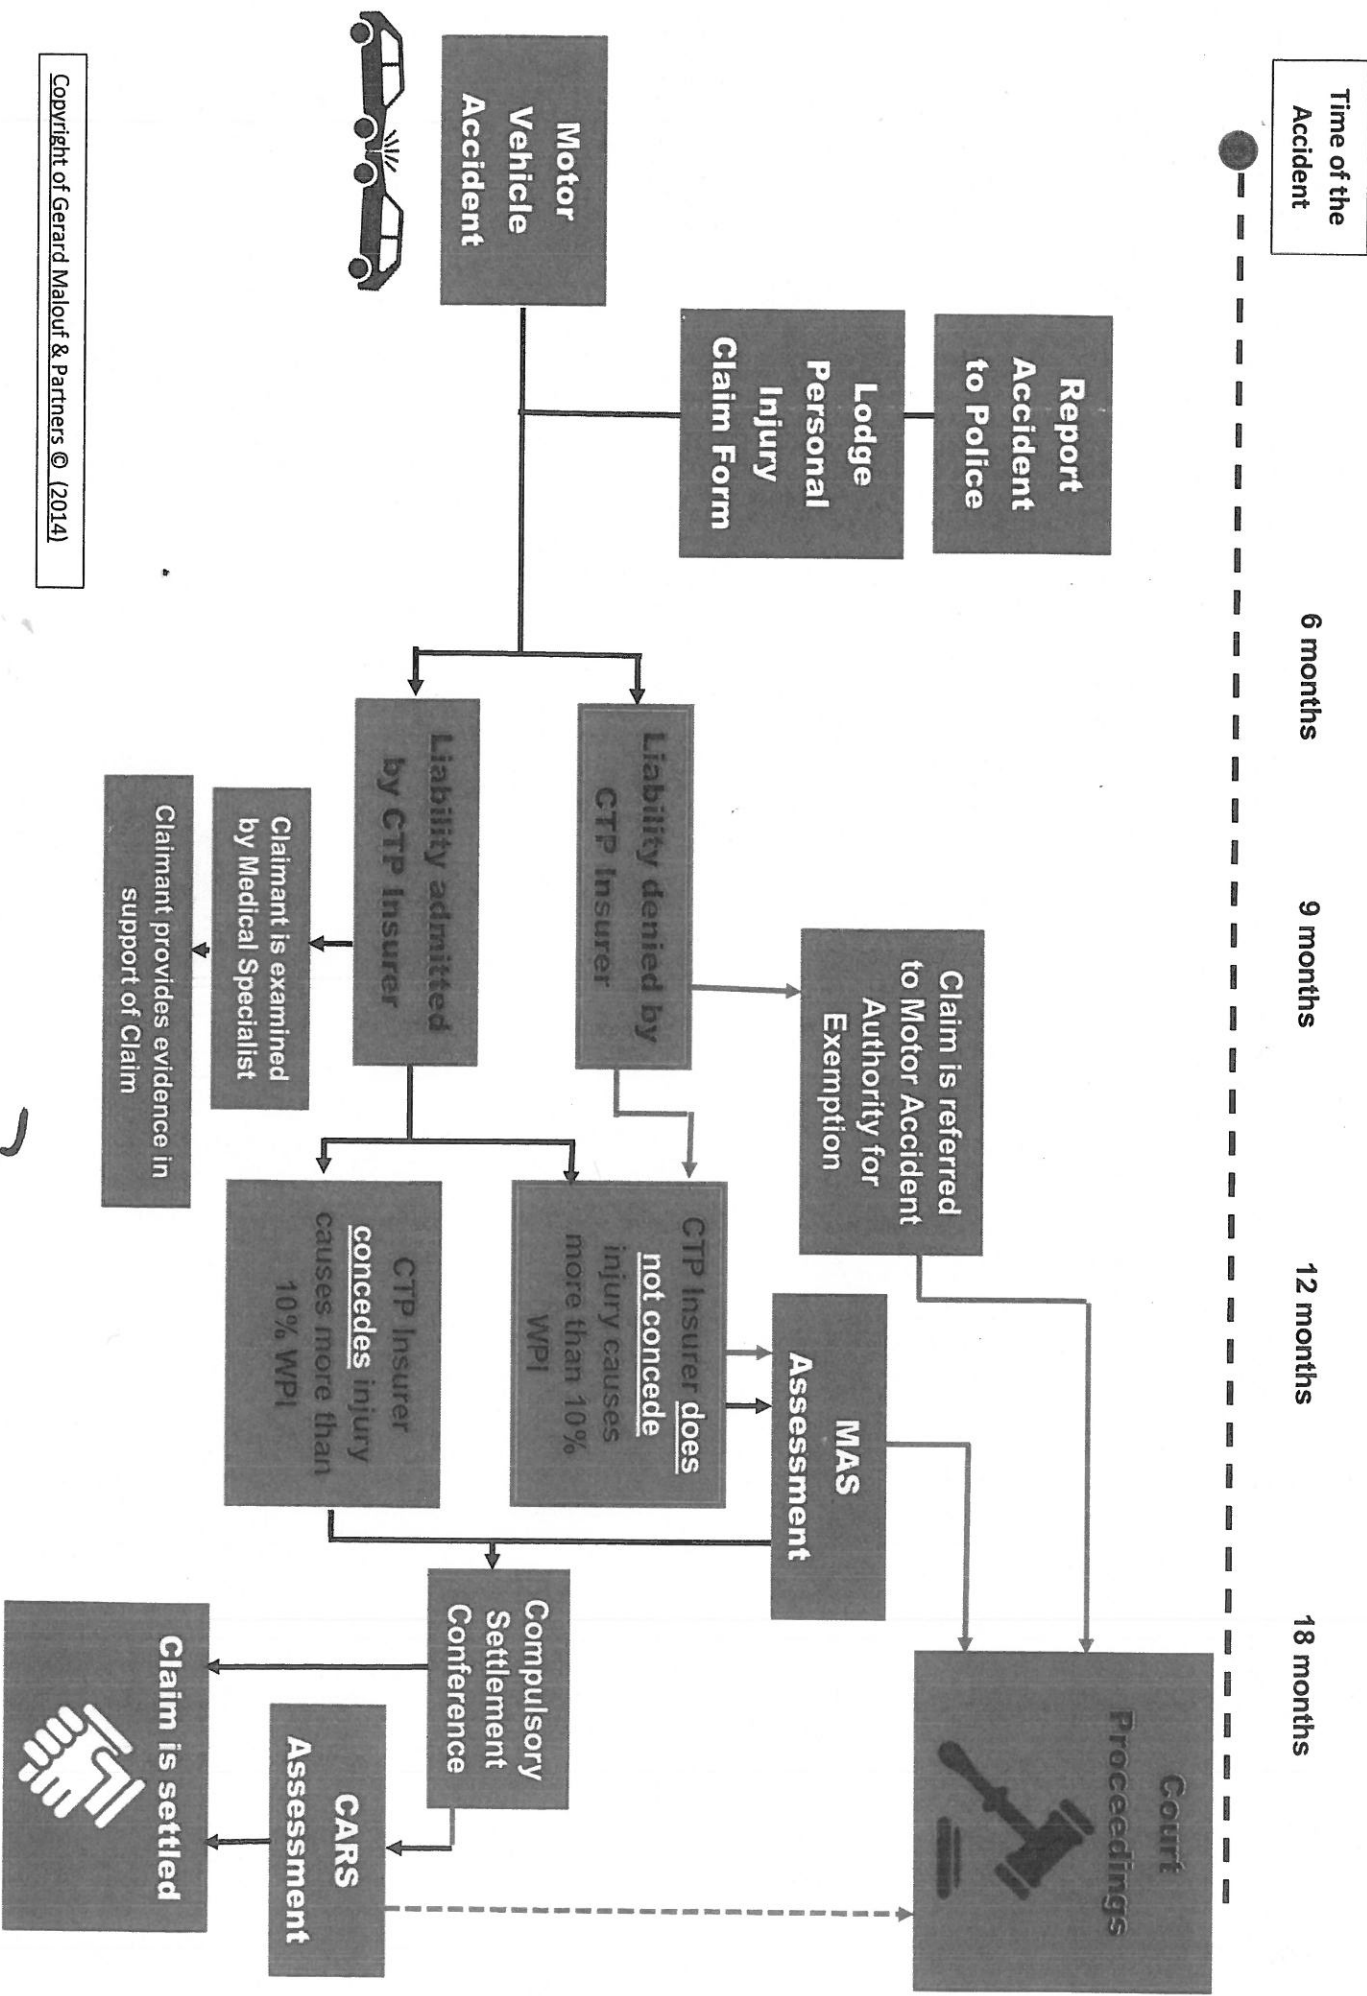 Time of the
Accident
6 months
9 months
12 months
18 months
Report
Accident
to Police
Lodge
Personal
Injury
Claim Form
Motor
Vehicle
Accident
Claim is referred
to Motor Accident
Authority for
Exemption
Liability denied by
CTP Insurer
Liability admitted
by CTP Insurer
Claimant is examined
by Medical Specialist
Claimant provides evidence in
support of Claim
MAS
Assessment
CTP Insurer does
not concede
injury causes
more than 10%
WPI
CTP Insurer
concedes injury
causes more than
10% WPI
Court
Proceedings
Compulsory
Settlement
Conference
CARS
Assessment
Claim is settled
Copyright of Gerard Malouf & Partners © (2014)